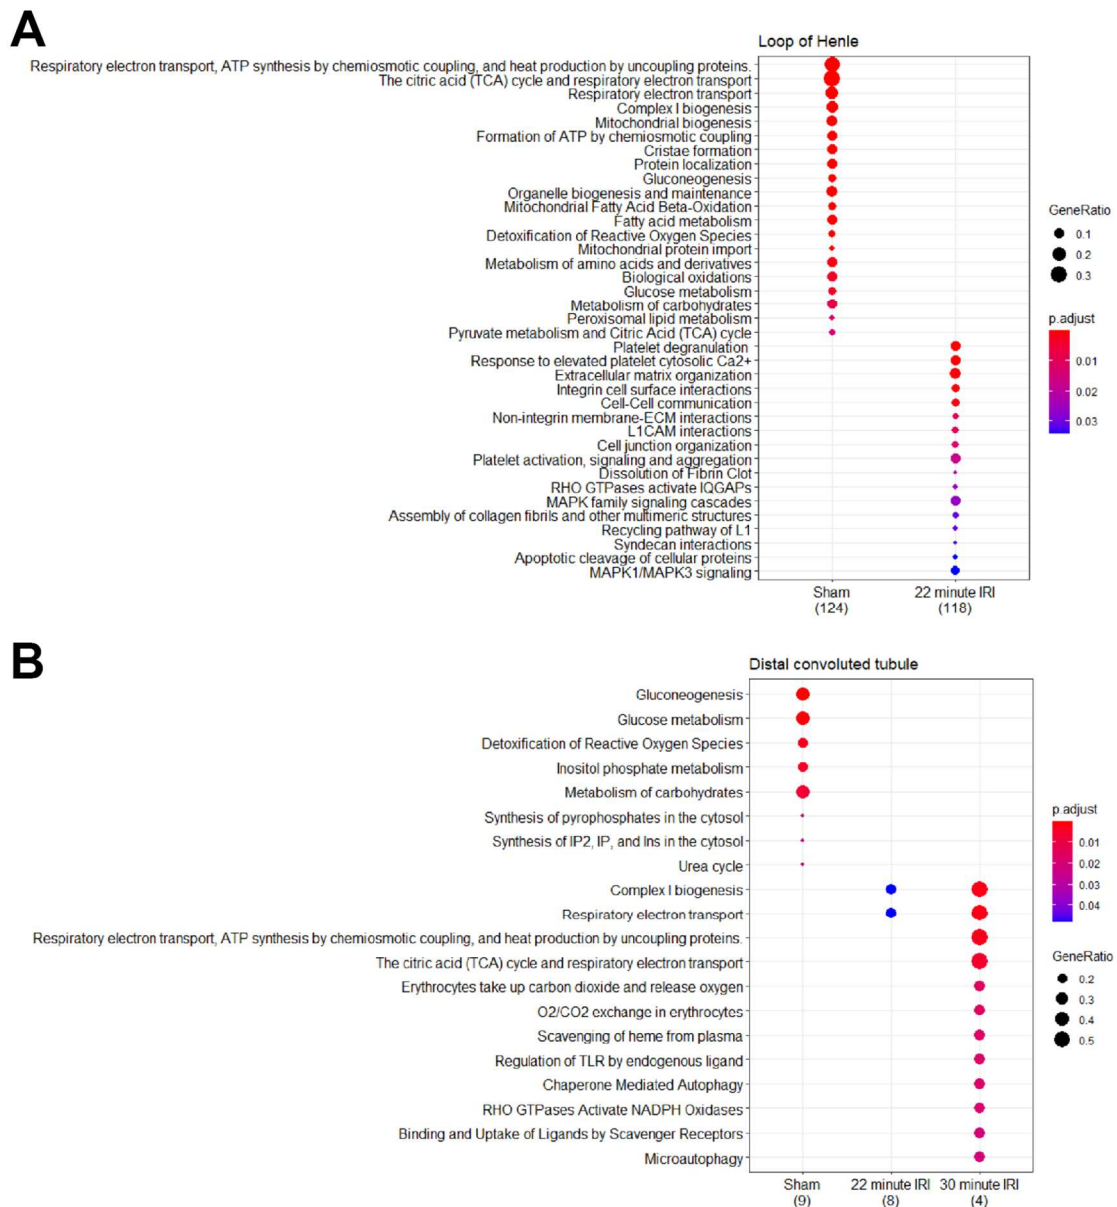 A
Loop of Henle
Respiratory electron transport, ATP synthesis by chemiosmotic coupling, and heat production by uncoupling proteins.
The citric acid (TCA) cycle and respiratory electron transport
Respiratory electron transport
Complex I biogenesis
Mitochondrial biogenesis
Formation of ATP by chemiosmotic coupling
Cristae formation
Protein localization
Gluconeogenesis
Organelle biogenesis and maintenance
Mitochondrial Fatty Acid Beta-Oxidation
Fatty acid metabolism
Detoxification of Reactive Oxygen Species
Mitochondrial protein import
Metabolism of amino acids and derivatives
Biological oxidations
Glucose metabolism
Metabolism of carbohydrates
Peroxisomal lipid metabolism
Pyruvate metabolism and Citric Acid (TCA) cycle
Platelet degranulation
Response to elevated platelet cytosolic Ca2+
Extracellular matrix organization
Integrin cell surface interactions
Cell-Cell communication
Non-integrin membrane-ECM interactions
L1CAM interactions
Cell junction organization
Platelet activation, signaling and aggregation
Dissolution of Fibrin Clot
RHO GTPases activate IQGAPs
MAPK family signaling cascades
Assembly of collagen fibrils and other multimeric structures
Recycling pathway of L1
Syndecan interactions
Apoptotic cleavage of cellular proteins
MAPK1/MAPK3 signaling
Sham 22 minute IRI
(124) (118)
GeneRatio
0.1
0.2
0.3
p.adjust
0.01
0.02
0.03
B
Distal convoluted tubule
Gluconeogenesis
Glucose metabolism
Detoxification of Reactive Oxygen Species
Inositol phosphate metabolism
Metabolism of carbohydrates
Synthesis of pyrophosphates in the cytosol
Synthesis of IP2, IP, and Ins in the cytosol
Urea cycle
Complex I biogenesis
Respiratory electron transport
Respiratory electron transport, ATP synthesis by chemiosmotic coupling, and heat production by uncoupling proteins.
The citric acid (TCA) cycle and respiratory electron transport
Erythrocytes take up carbon dioxide and release oxygen
O2/CO2 exchange in erythrocytes
Scavenging of heme from plasma
Regulation of TLR by endogenous ligand
Chaperone Mediated Autophagy
RHO GTPases Activate NADPH Oxidases
Binding and Uptake of Ligands by Scavenger Receptors
Microautophagy
Sham 22 minute IRI 30 minute IRI
(9) (8) (4)
p.adjust
0.01
0.02
0.03
0.04
GeneRatio
0.2
0.3
0.4
0.5